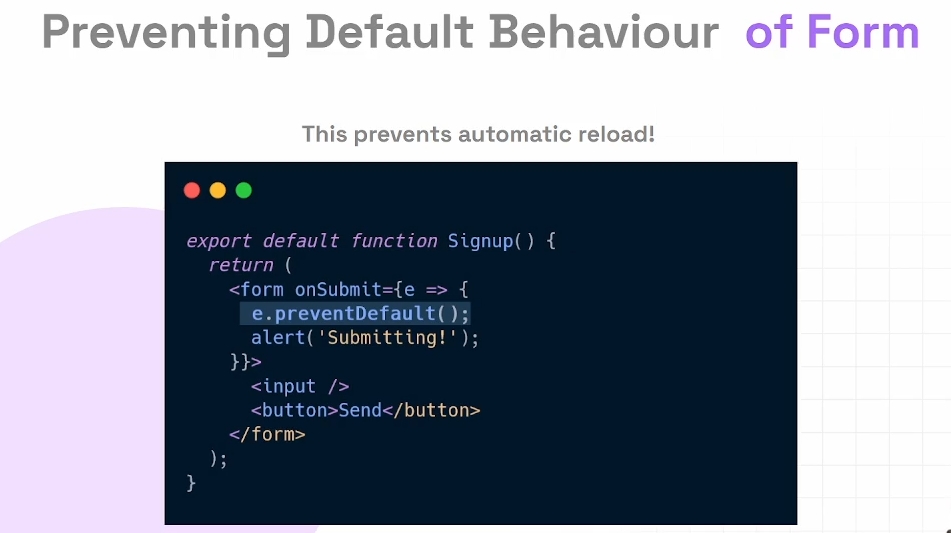 Preventing Default Behaviour of Form
This prevents automatic reload!
export default function Signup() {
  return (
    <form onSubmit={e => {
      e.preventDefault();
      alert('Submitting!');
    }}>
      <input />
      <button>Send</button>
    </form>
  );
}